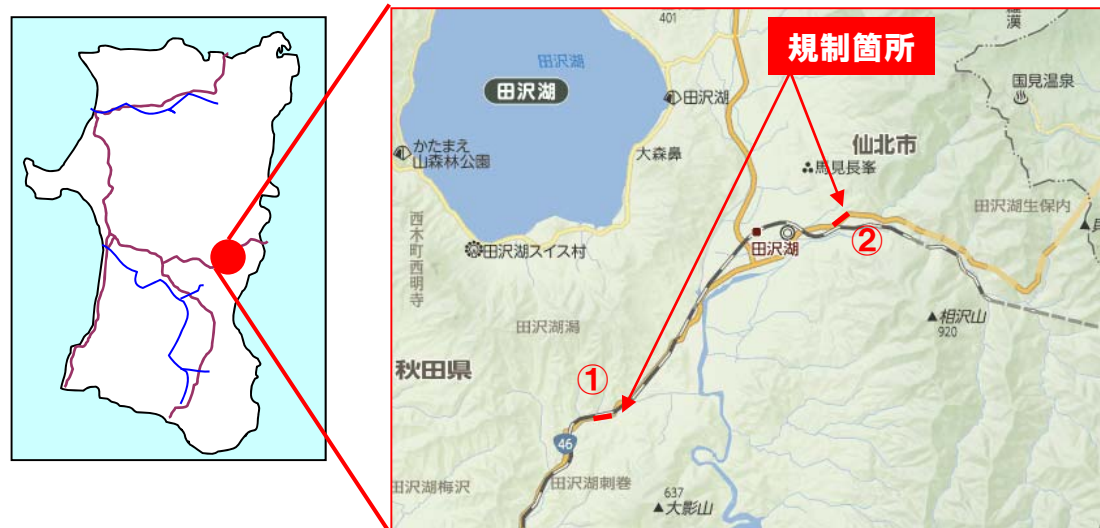 401
規制箇所
田沢湖
田沢湖
田沢湖
国見温泉
かたまえ
山森林公園
大森鼻
仙北市
馬見長峯
田沢湖生保内
西木町西明寺
田沢湖スイス村
田沢湖
②
相沢山
920
田沢湖潟
秋田県
①
46
田沢湖梅沢
田沢湖刺巻
637
大影山